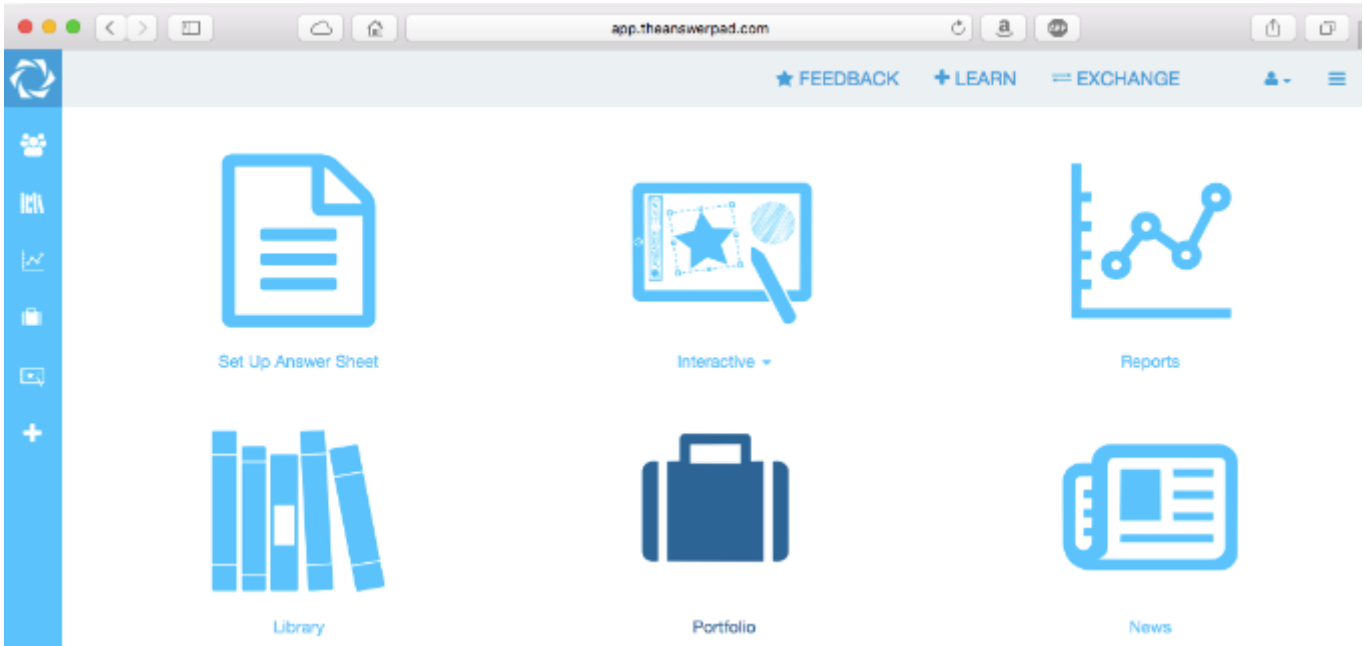 app.theanswerpad.com
FEEDBACK LEARN EXCHANGE
Set Up Answer Sheet Interactive Reports
Library Portfolio News